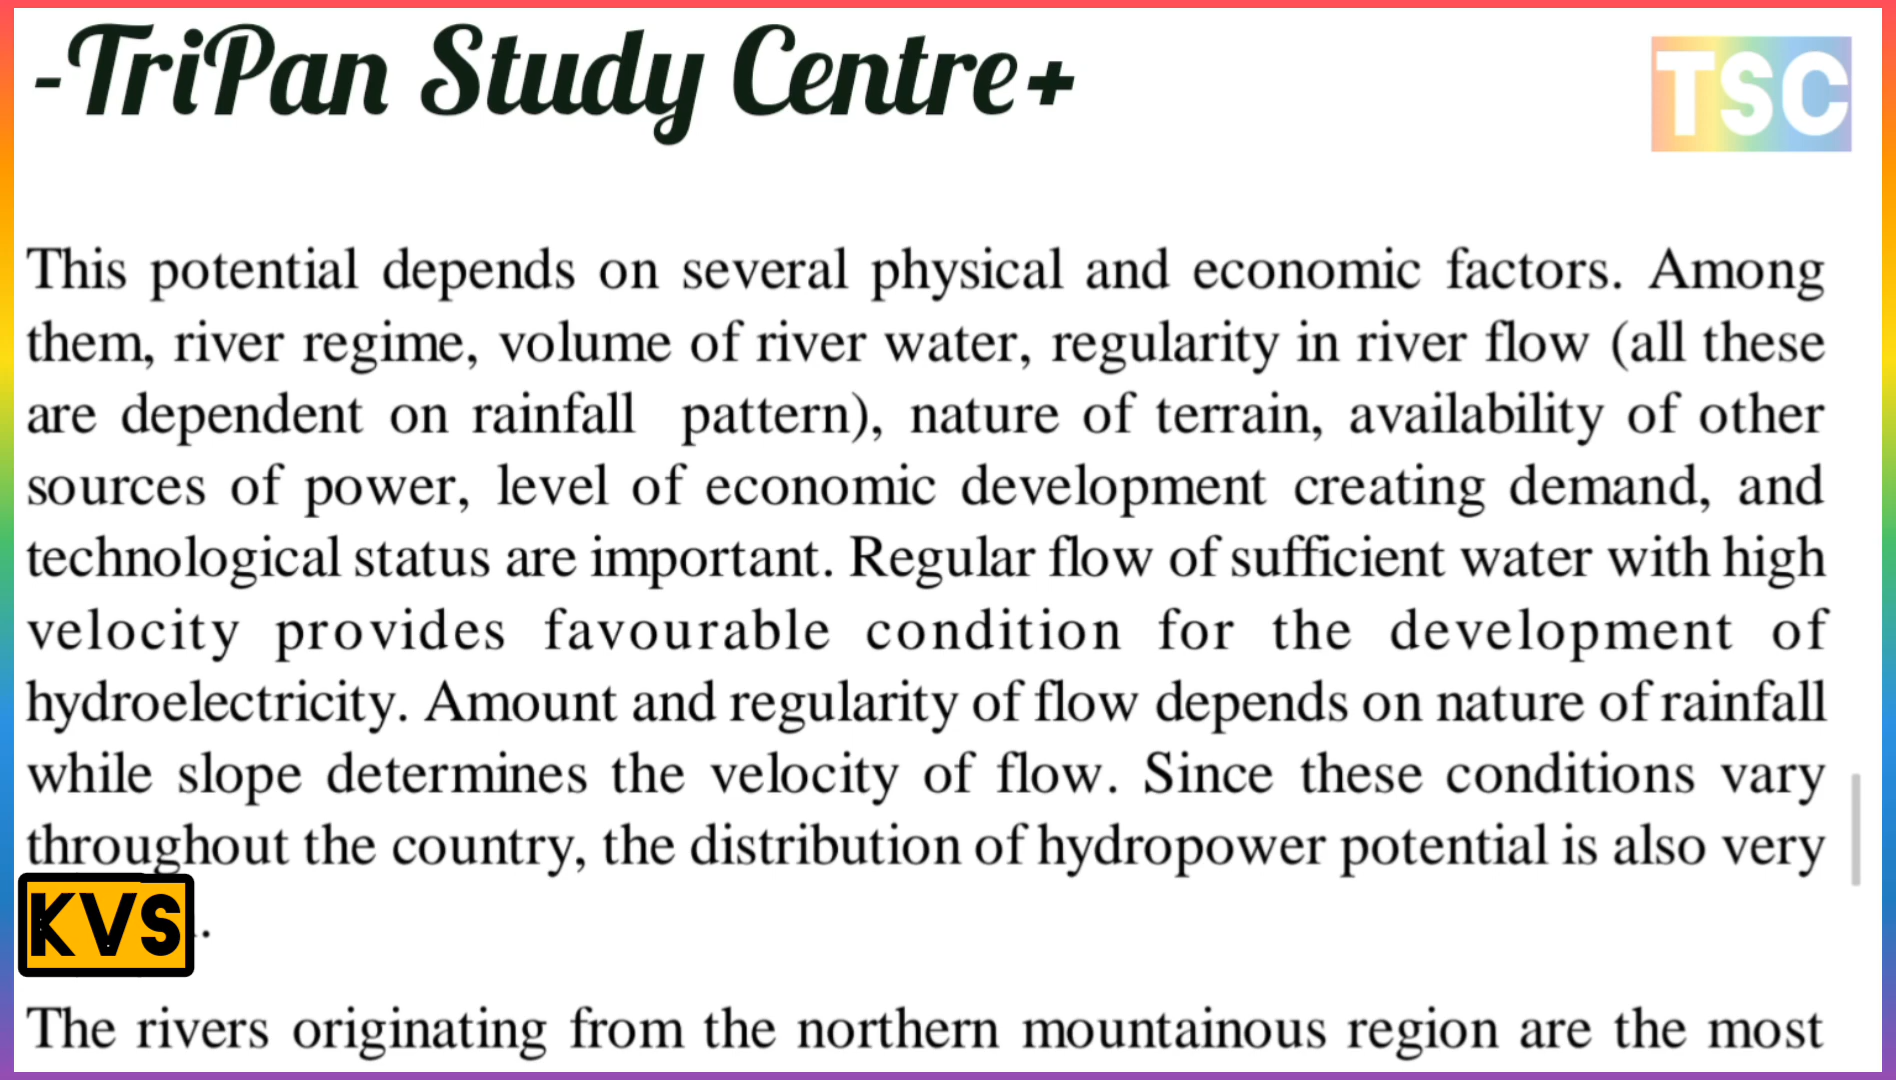 -TriPan Study Centre+
TSC
This potential depends on several physical and economic factors. Among
them, river regime, volume of river water, regularity in river flow (all these
are dependent on rainfall pattern), nature of terrain, availability of other
sources of power, level of economic development creating demand, and
technological status are important. Regular flow of sufficient water with high
velocity provides favourable condition for the development of
hydroelectricity. Amount and regularity of flow depends on nature of rainfall
while slope determines the velocity of flow. Since these conditions vary
throughout the country, the distribution of hydropower potential is also very
KVS .
The rivers originating from the northern mountainous region are the most